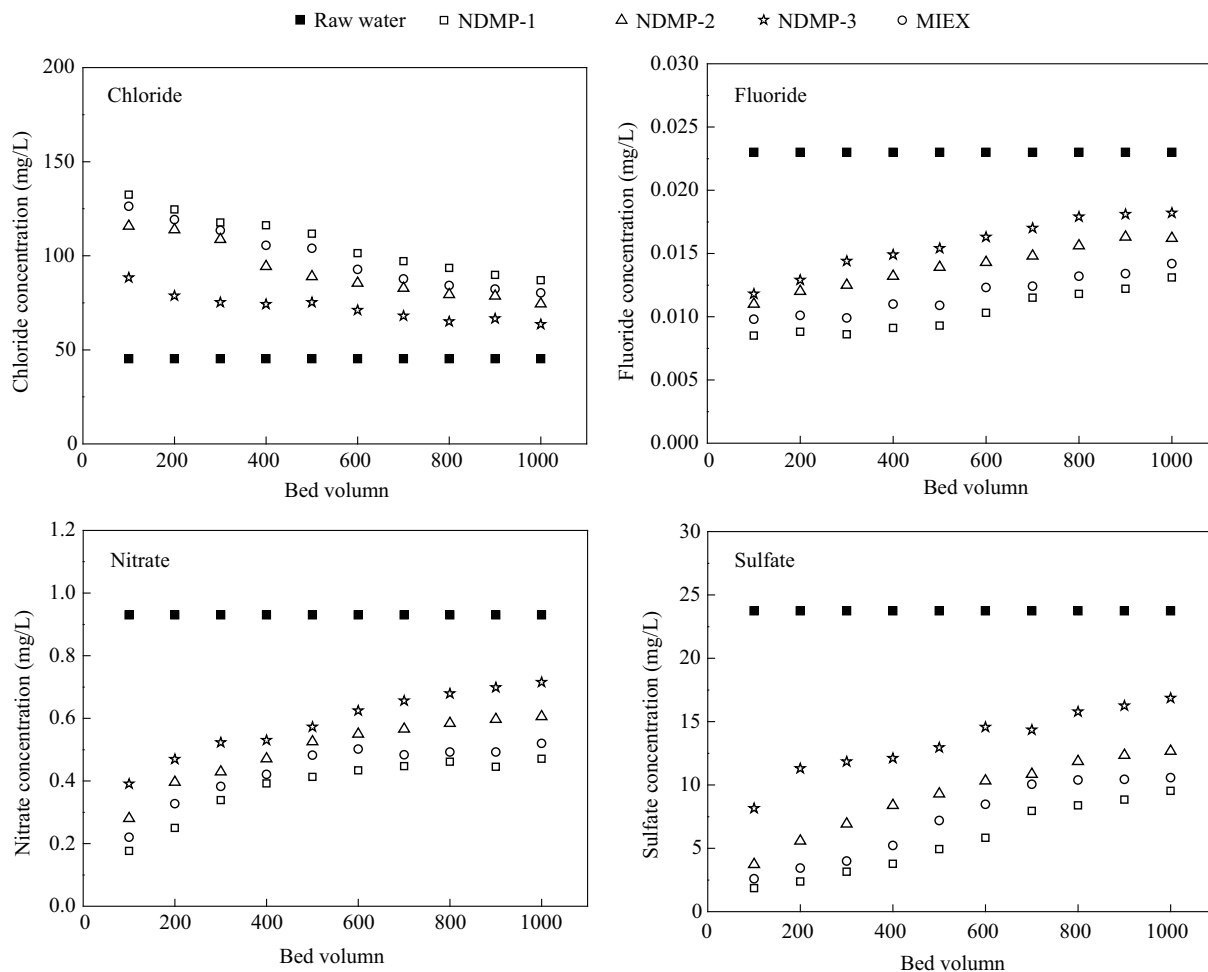 Raw water NDMP-1 NDMP-2 NDMP-3 MIEX
200
150
100
50
0
Chloride
Chloride concentration (mg/L)
0 200 400 600 800 1000
Bed volumn
0.030
0.025
0.020
0.015
0.010
0.005
0.000
Fluoride
Fluoride concentration (mg/L)
0 200 400 600 800 1000
Bed volumn
1.2
1.0
0.8
0.6
0.4
0.2
0.0
Nitrate
Nitrate concentration (mg/L)
0 200 400 600 800 1000
Bed volumn
30
25
20
15
10
5
0
Sulfate
Sulfate concentration (mg/L)
0 200 400 600 800 1000
Bed volumn